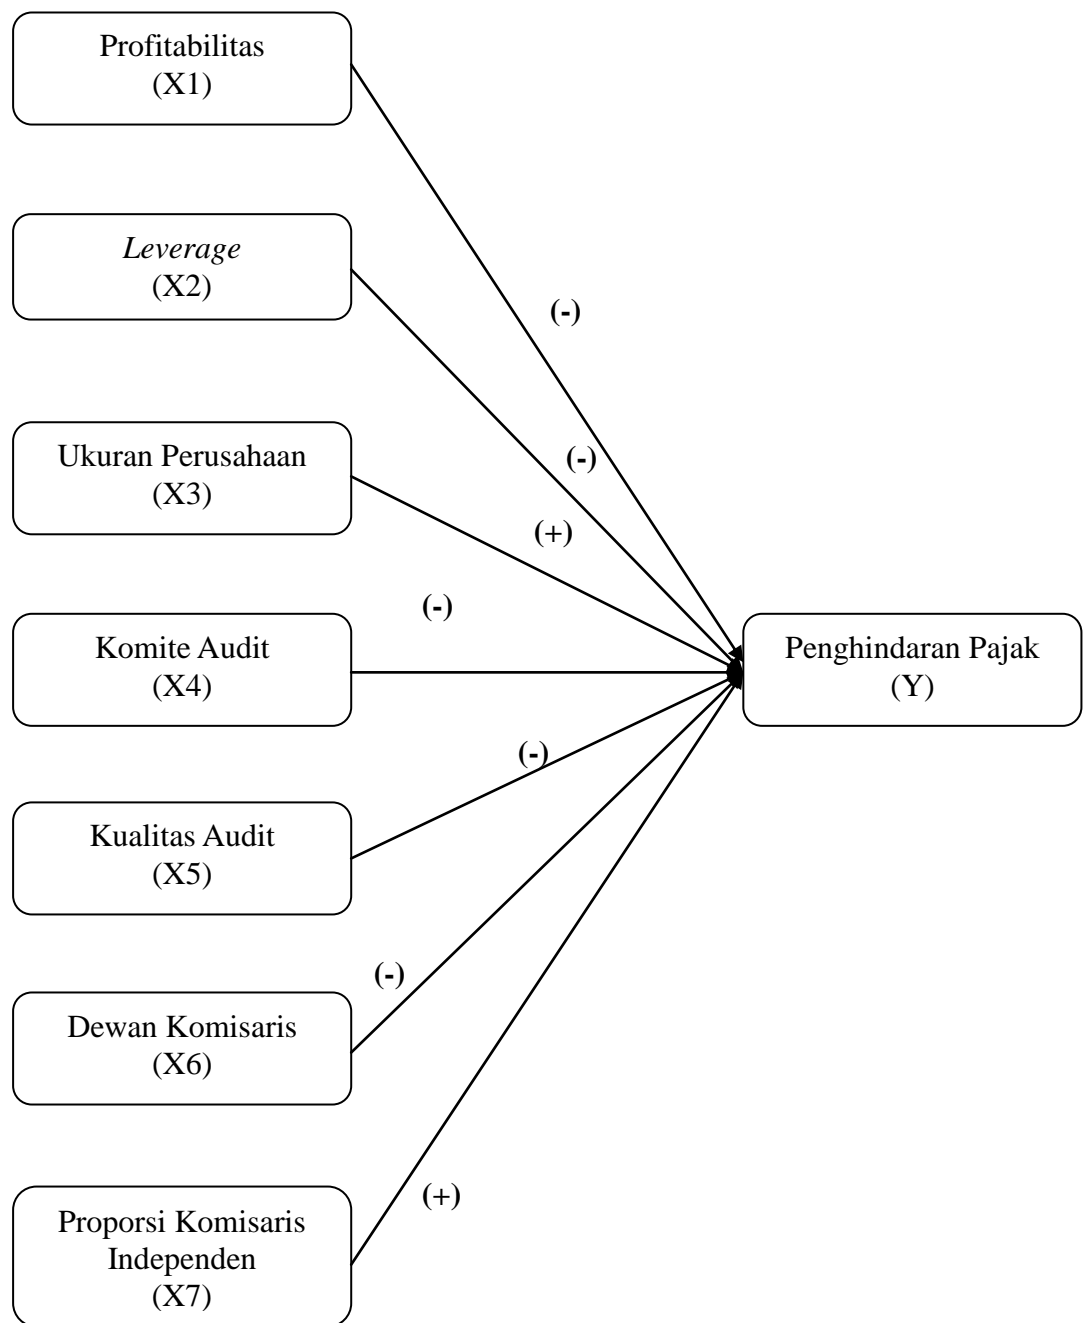 Profitabilitas
(X1)
Leverage
(X2)
(-)
(-)
Ukuran Perusahaan
(X3)
(+)
(-)
Komite Audit
(X4)
Penghindaran Pajak
(Y)
(-)
Kualitas Audit
(X5)
(-)
Dewan Komisaris
(X6)
(+)
Proporsi Komisaris
Independen
(X7)